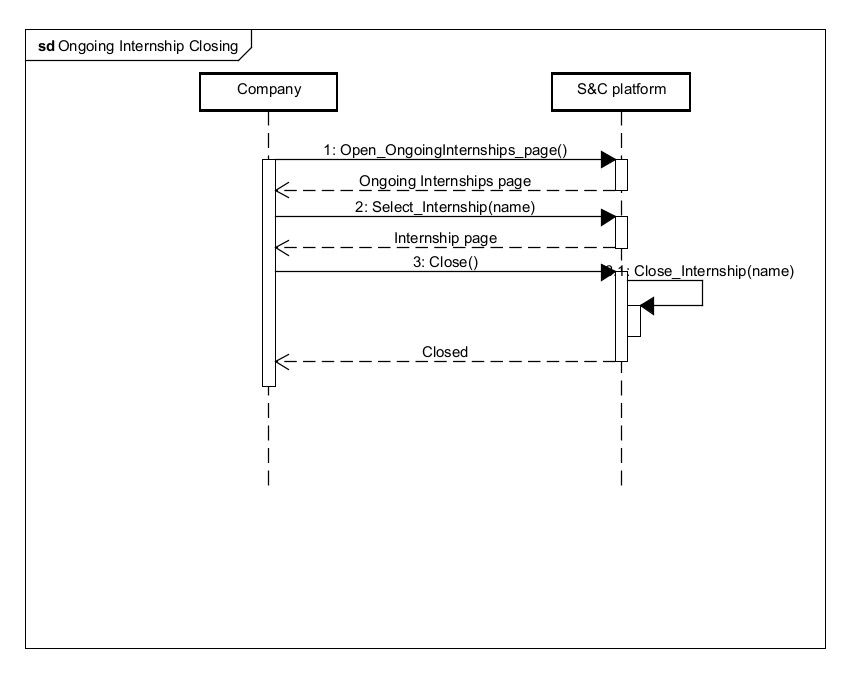 sd Ongoing Internship Closing
Company
S&C platform
1: Open_OngoingInternships_page()
Ongoing Internships page
2: Select_Internship(name)
Internship page
3: Close()
3.1: Close_Internship(name)
Closed